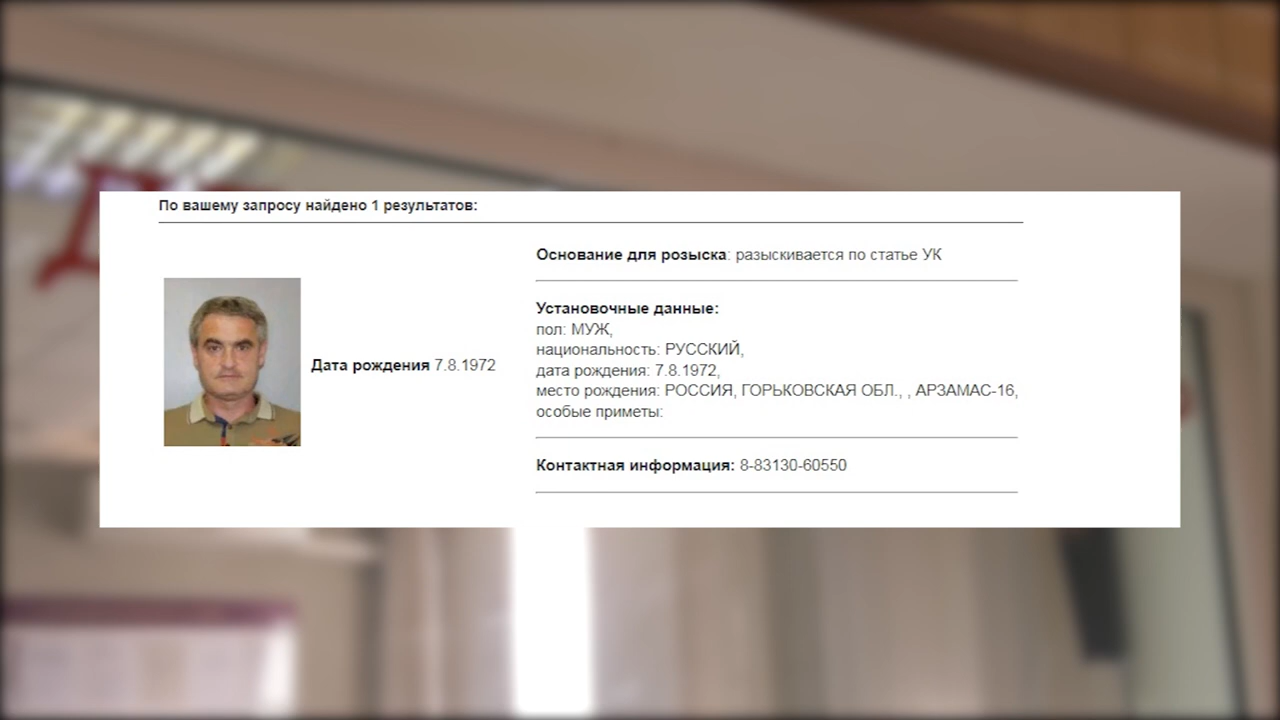 По вашему запросу найдено 1 результатов:
Дата рождения 7.8.1972
Основание для розыска: разыскивается по статье УК
Установочные данные:
пол: МУЖ,
национальность: РУССКИЙ,
дата рождения: 7.8.1972,
место рождения: РОССИЯ, ГОРЬКОВСКАЯ ОБЛ., , АРЗАМАС-16,
особые приметы:
Контактная информация: 8-83130-60550